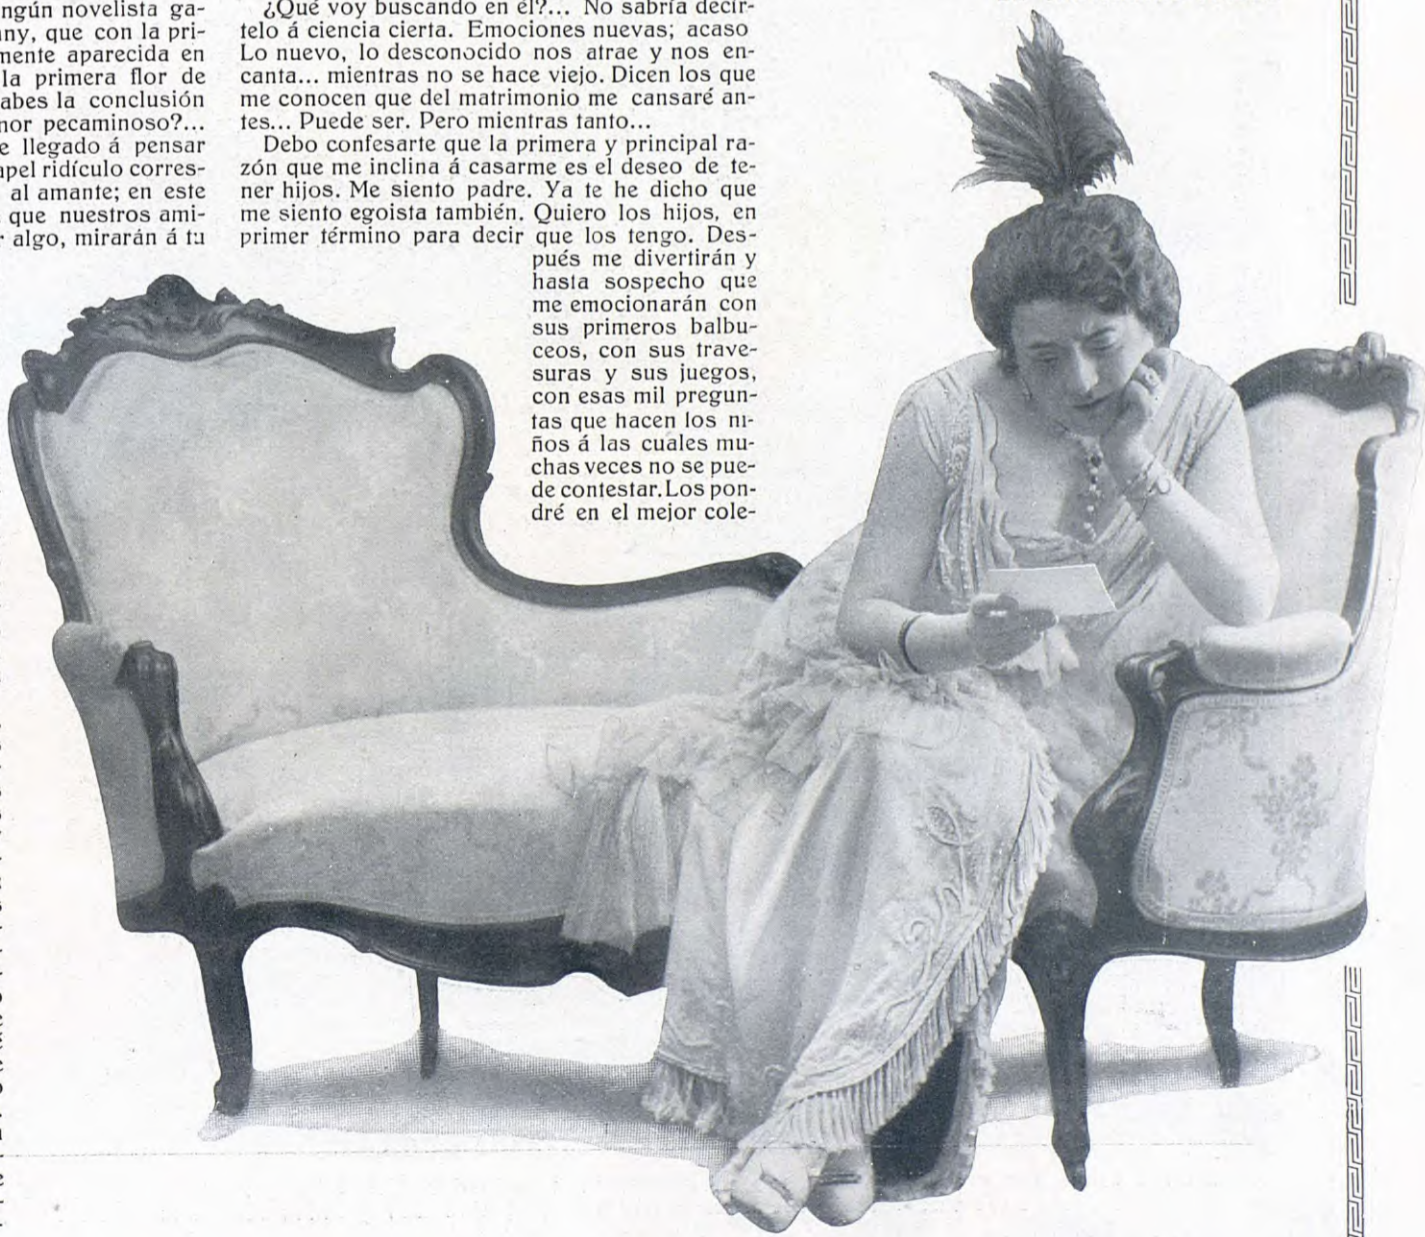 ngún novelista ga-
ny, que con la pri-
mente aparecida en
la primera flor de
abes la conclusión
nor pecaminoso?...
e llegado á pensar
apel ridículo corres-
al amante; en este
que nuestros ami-
r algo, mirarán á tu
¿Qué voy buscando en él?... No sabría decír-
telo á ciencia cierta. Emociones nuevas; acaso
Lo nuevo, lo desconocido nos atrae y nos en-
canta... mientras no se hace viejo. Dicen los que
me conocen que del matrimonio me cansaré an-
tes... Puede ser. Pero mientras tanto...
Debo confesarte que la primera y principal ra-
zón que me inclina á casarme es el deseo de te-
ner hijos. Me siento padre. Ya te he dicho que
me siento egoista también. Quiero los hijos, en
primer término para decir que los tengo. Des-
pués me divertirán y
hasta sospecho que
me emocionarán con
sus primeros balbu-
ceos, con sus trave-
suras y sus juegos,
con esas mil pregun-
tas que hacen los ni-
ños á las cuales mu-
chas veces no se pue-
de contestar. Los pon-
dré en el mejor cole-